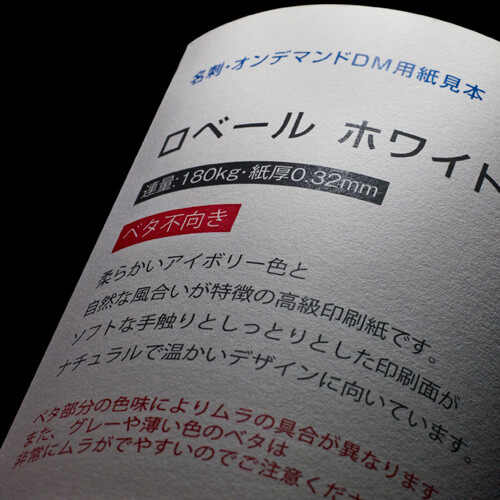 名刺・オンデマンドDM用紙見本
ロベール ホワイト
連量:180kg・紙厚0.32mm
ベタ不向き
柔らかいアイボリー色と
自然な風合いが特徴の高級印刷紙です。
ソフトな手触りとしっとりとした印刷面が
ナチュラルで温かいデザインに向いています。
ベタ部分の色味によりムラの具合が異なります
また、グレーや薄い色のベタは
非常にムラがでやすいのでご注意くだ